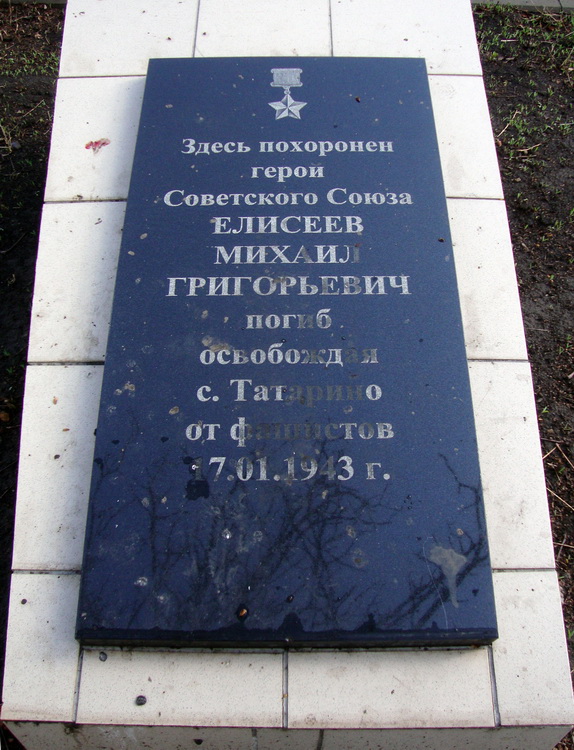 Здесь похоронен
герой
Советского Союза
ЕЛИСЕЕВ
МИХАИЛ
ГРИГОРЬЕВИЧ
погиб
освобождая
с. Татарино
от фашистов
17.01.1943 г.